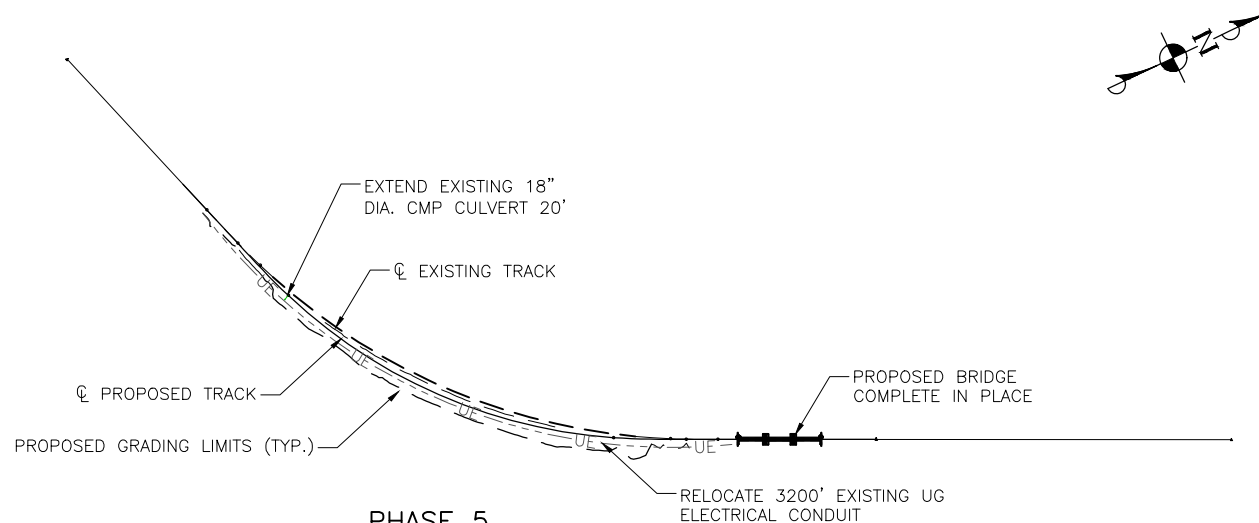 N
EXTEND EXISTING 18"
DIA. CMP CULVERT 20'
℄ EXISTING TRACK
UE
UE
℄ PROPOSED TRACK
PROPOSED BRIDGE
COMPLETE IN PLACE
UE
PROPOSED GRADING LIMITS (TYP.)
UE
UE
RELOCATE 3200' EXISTING UG
ELECTRICAL CONDUIT
PHASE 5